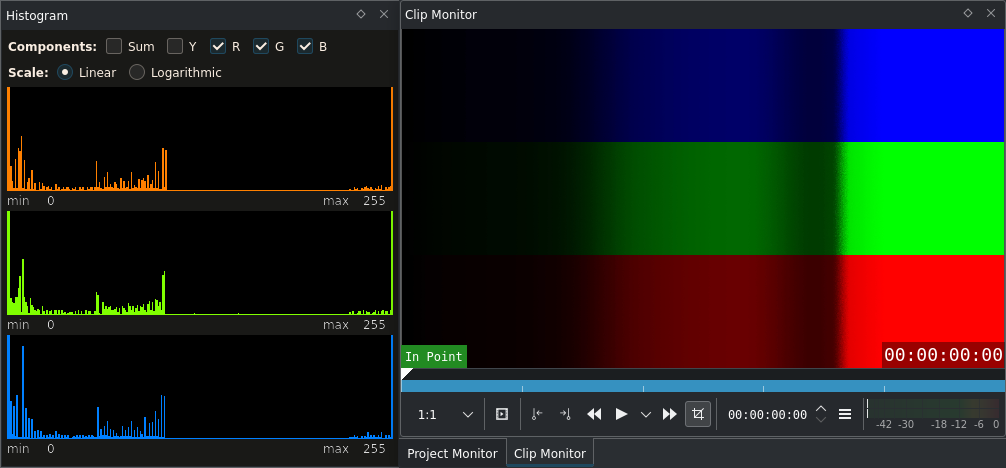 Histogram
Components: Sum Y R G B
Scale: Linear Logarithmic
min 0 max 255
min 0 max 255
min 0 max 255
Clip Monitor
In Point
00:00:00:00
1:1
00:00:00:00
-42 -30 -18 -12 -6 0
Project Monitor Clip Monitor